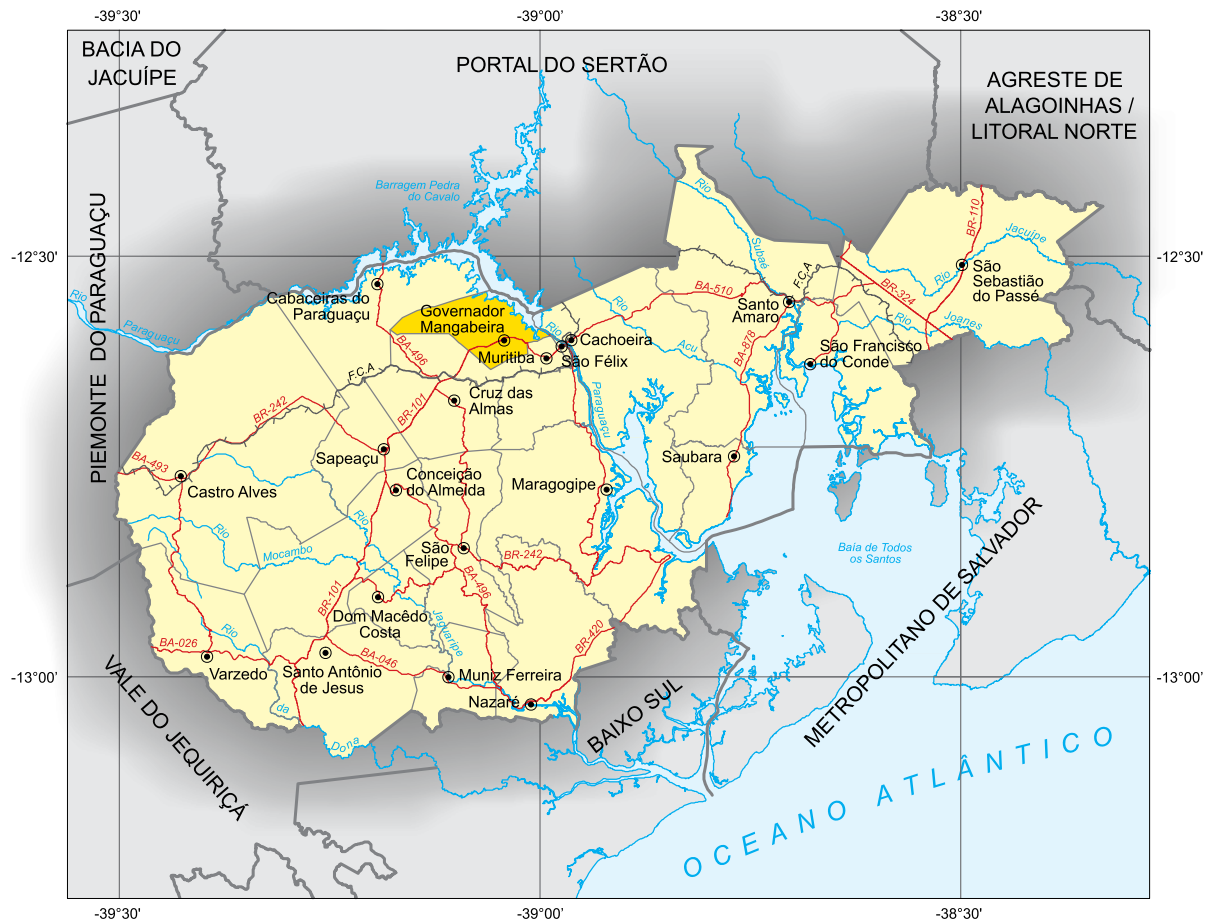 -39°30'
-39°00'
-38°30'
BACIA DO
JACUÍPE
PORTAL DO SERTÃO
AGRESTE DE
ALAGOINHAS /
LITORAL NORTE
Barragem Pedra
do Cavalo
Rio
Subaé
BR-110
Jacuípe
Rio
-12°30'
-12°30'
São
Sebastião
do Passé
F.C.A
BR-324
BA-510
Santo
Amaro
Rio
Joanes
Cabaceiras do
Paraguaçu
Governador
Mangabeira
Rio
Paraguaçu
PIEMONTE DO PARAGUAÇU
Rio
Acu
BA-878
São Francisco
do Conde
Rio
Cachoeira
Muritiba
São Félix
BA-496
F.C.A
Paraguaçu
BR-242
BR-101
Cruz das
Almas
Sapeaçu
Saubara
BA-493
Castro Alves
Conceição
do Almeida
Maragogipe
Rio
Rio
Mocambo
São
Felipe
BR-242
Baía de Todos
os Santos
BA-496
BR-101
Dom Macêdo
Costa
Jaguaripe
BR-420
Rio
BA-026
Varzedo
Santo Antônio
de Jesus
BA-046
Muniz Ferreira
Nazaré
-13°00'
-13°00'
da
Dona
VALE DO JEQUIRIÇÁ
BAIXO SUL
METROPOLITANO DE SALVADOR
OCEANO ATLÂNTICO
-39°30'
-39°00'
-38°30'